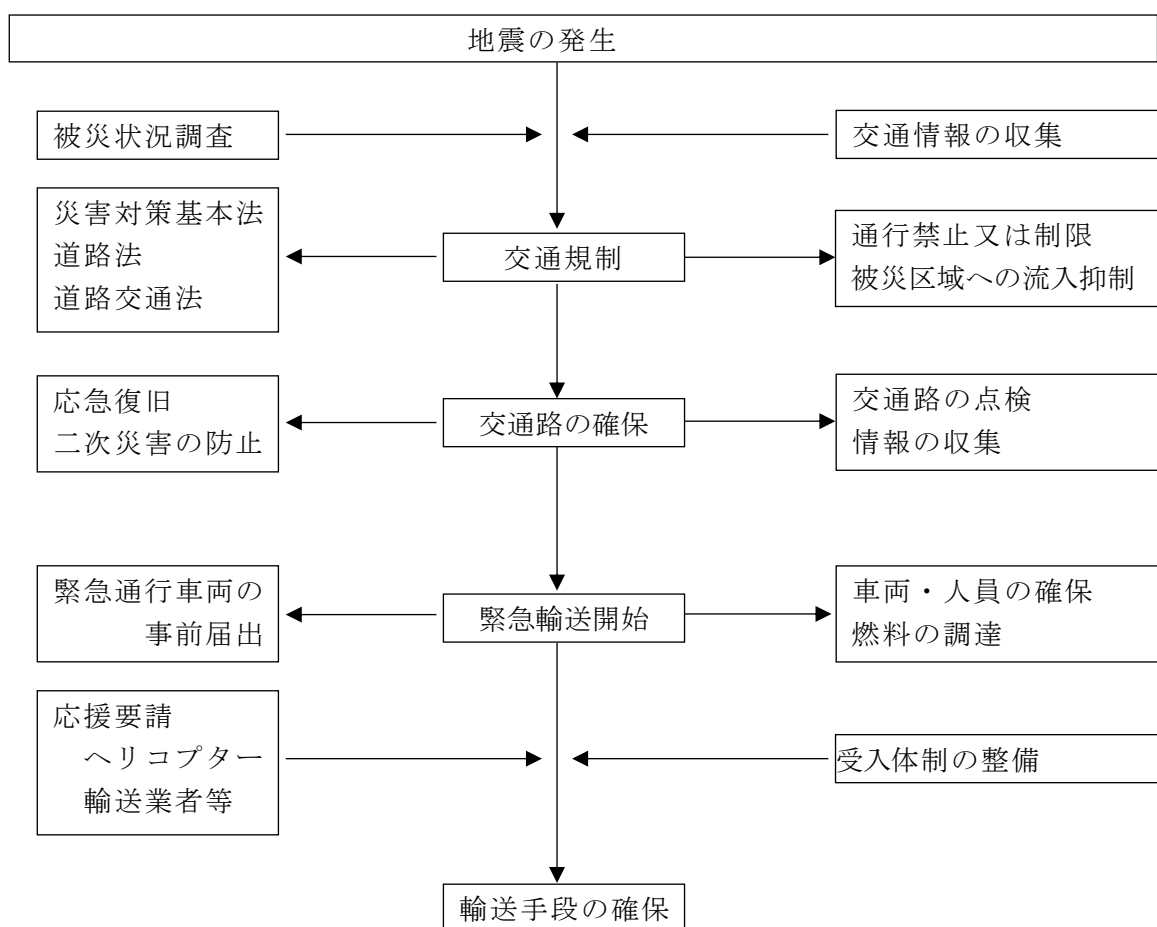 地震の発生
被災状況調査
交通情報の収集
災害対策基本法
道路法
道路交通法
交通規制
通行禁止又は制限
被災区域への流入抑制
応急復旧
二次災害の防止
交通路の確保
交通路の点検
情報の収集
緊急通行車両の
事前届出
緊急輸送開始
車両・人員の確保
燃料の調達
応援要請
ヘリコプター
輸送業者等
受入体制の整備
輸送手段の確保